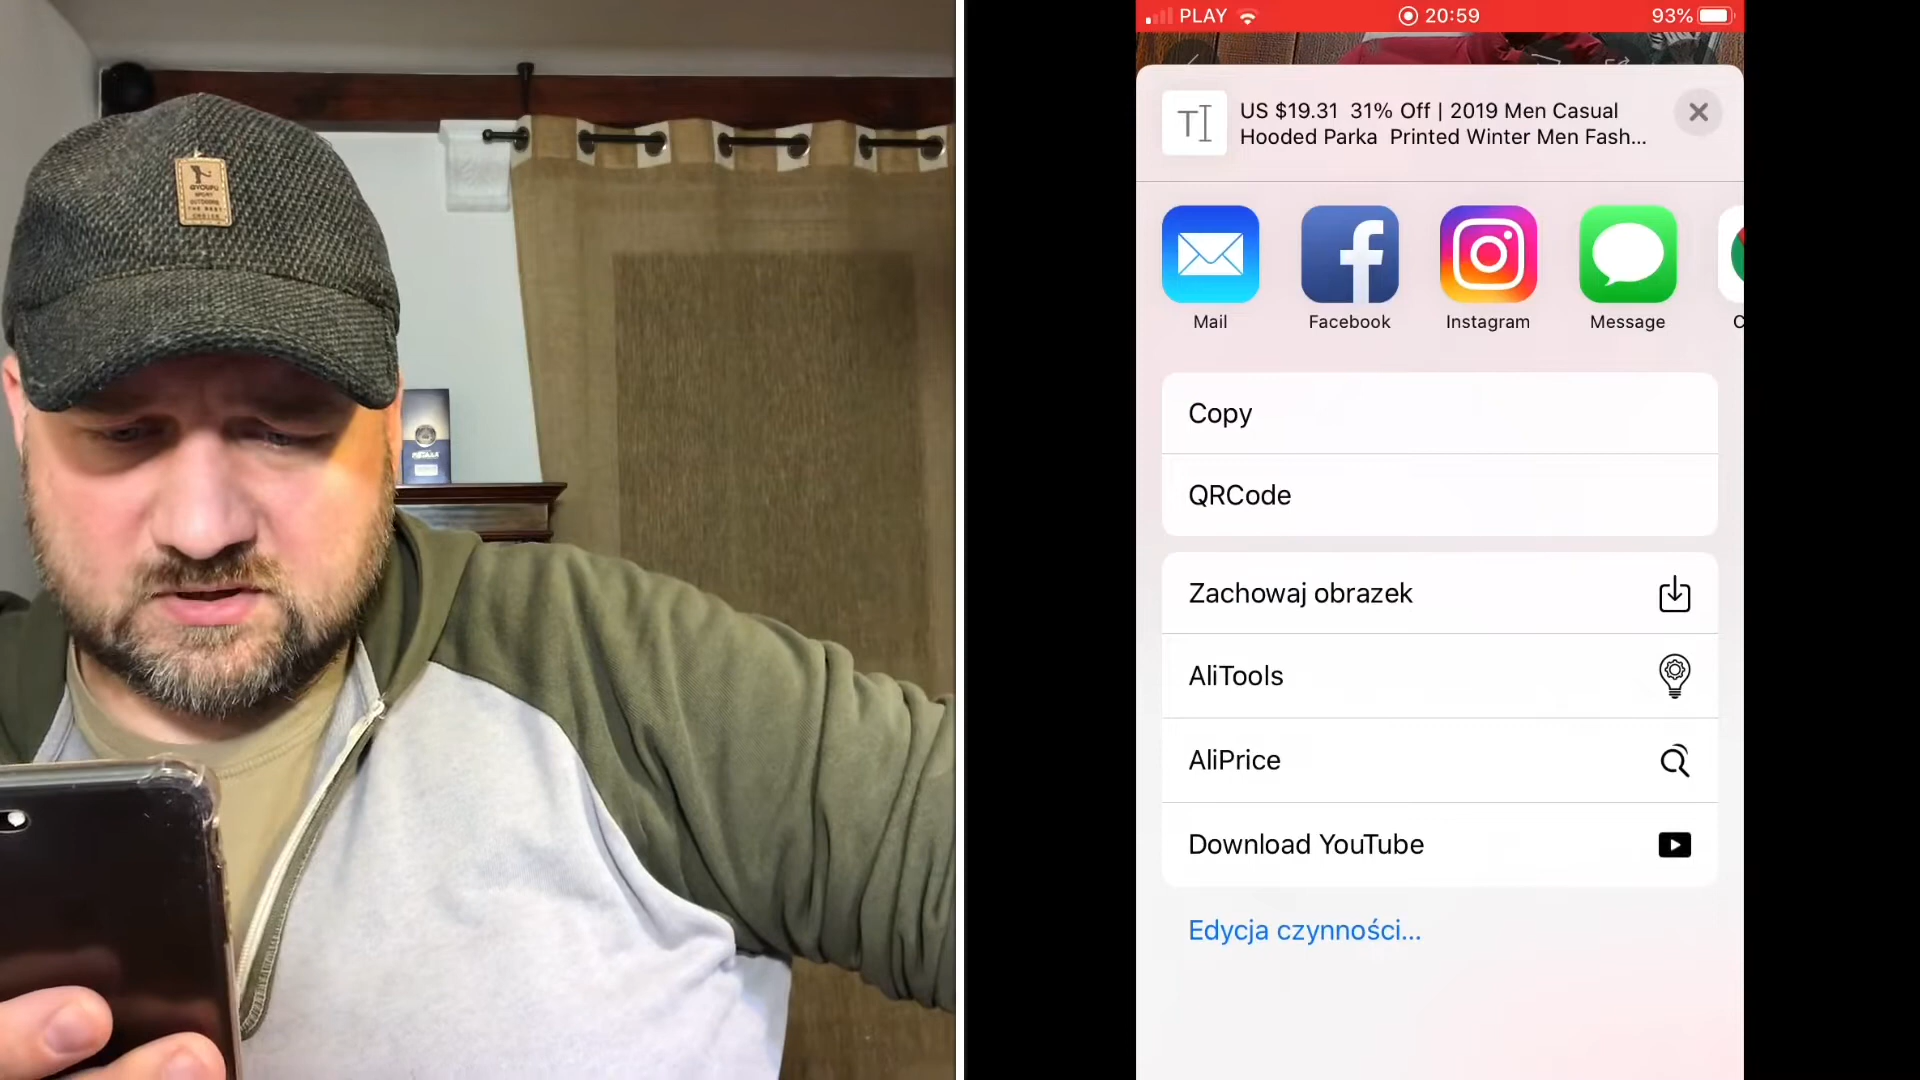 PLAY
20:59
93%
US $19.31 31% Off | 2019 Men Casual
Hooded Parka Printed Winter Men Fash...
Mail
Facebook
Instagram
Message
C
Copy
QRCode
Zachowaj obrazek
AliTools
AliPrice
Download YouTube
Edycja czynności...